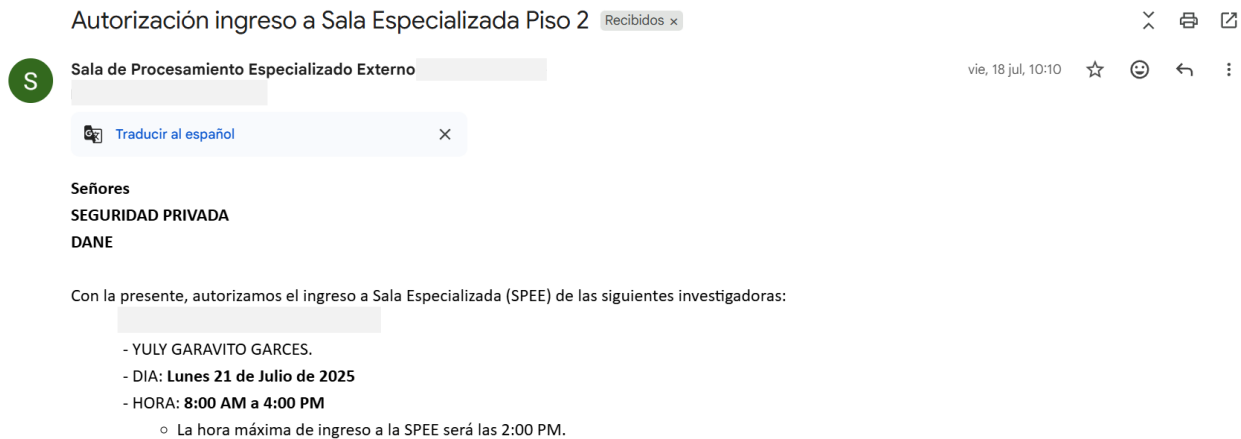 Autorización ingreso a Sala Especializada Piso 2 Recibidos ×
S
Sala de Procesamiento Especializado Externo
vie, 18 jul, 10:10
Traducir al español
Señores
SEGURIDAD PRIVADA
DANE
Con la presente, autorizamos el ingreso a Sala Especializada (SPEE) de las siguientes investigadoras:
- YULY GARAVITO GARCES.
- DIA: Lunes 21 de Julio de 2025
- HORA: 8:00 AM a 4:00 PM
○ La hora máxima de ingreso a la SPEE será las 2:00 PM.